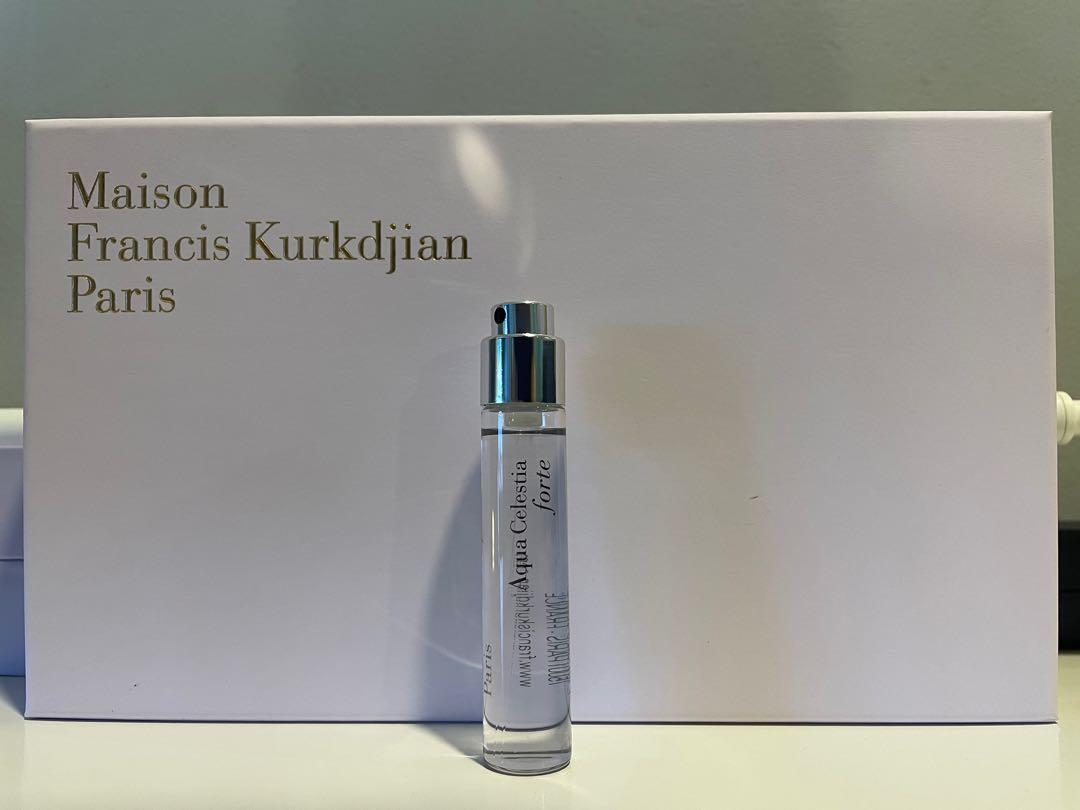 Maison
Francis Kurkdjian
Paris
Aqua Celestia
forte
Paris